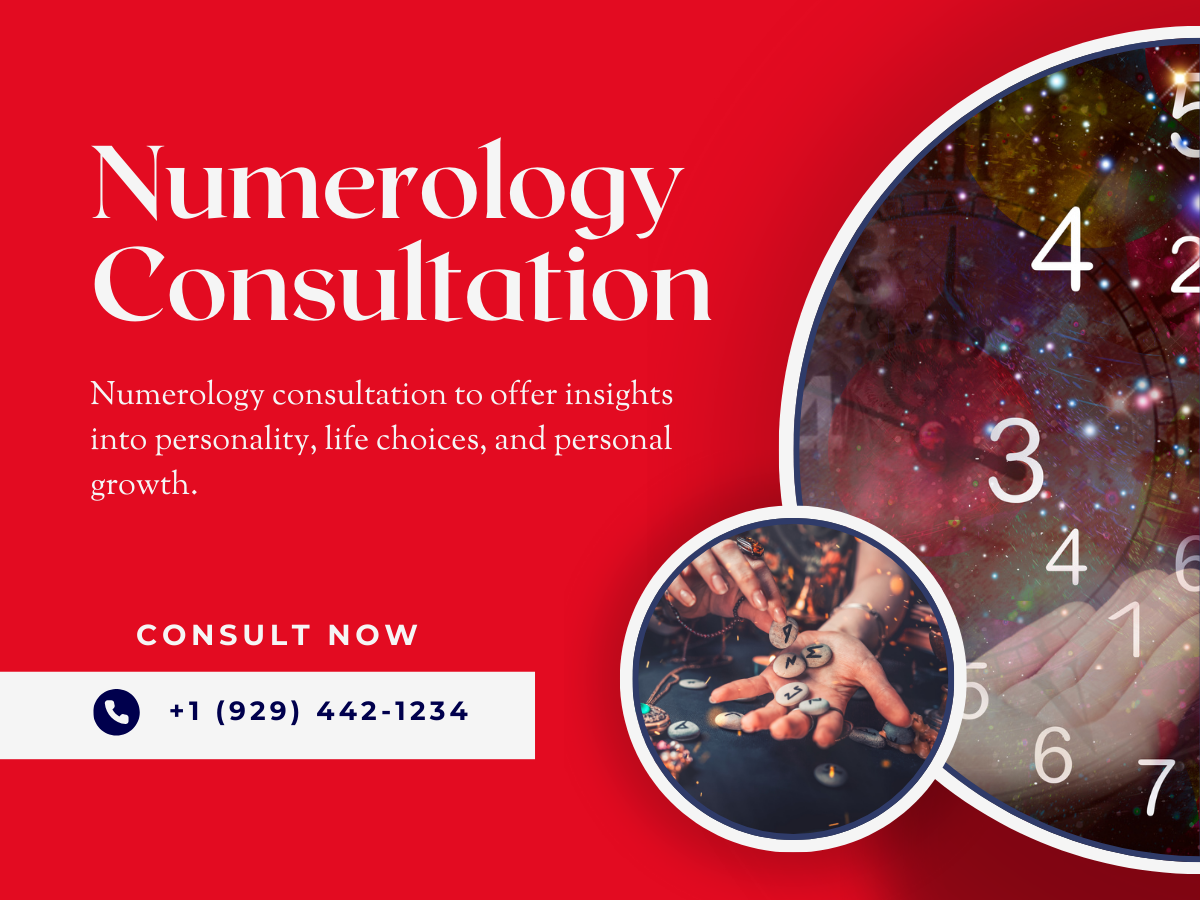 Numerology
Consultation
Numerology consultation to offer insights
into personality, life choices, and personal
growth.
CONSULT NOW
+1 (929) 442-1234
5
4
2
3
4
6
1
5
6
7